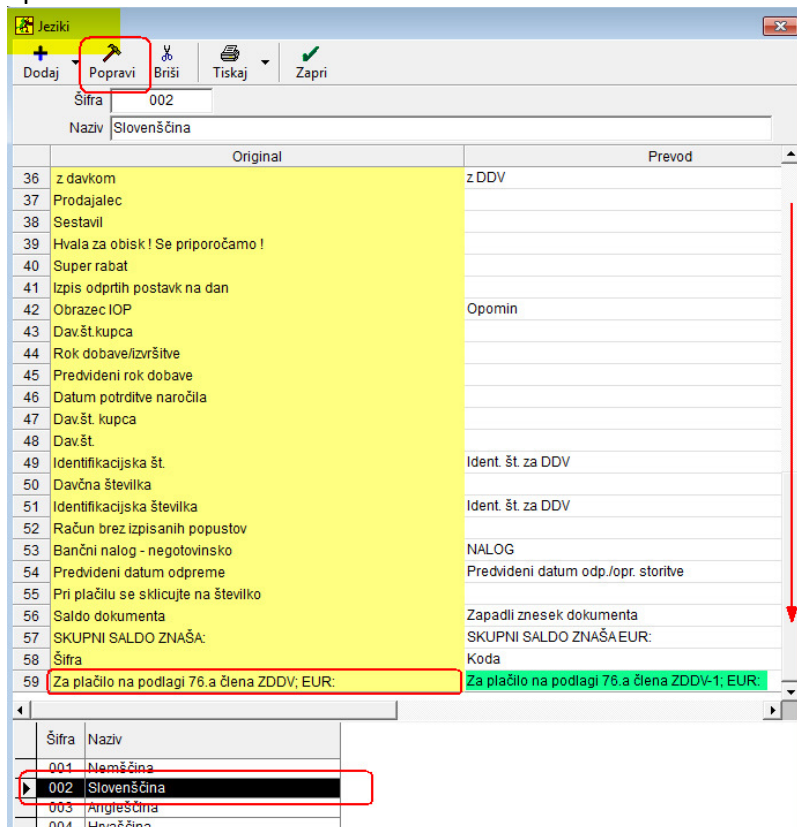 Jeziki
Dodaj Popravi Briši Tiskaj Zapri
Šifra 002
Naziv Slovenščina
Original Prevod
36 z davkom z DDV
37 Prodajalec
38 Sestavil
39 Hvala za obisk ! Se priporočamo !
40 Super rabat
41 Izpis odprtih postavk na dan
42 Obrazec IOP Opomin
43 Dav.št.kupca
44 Rok dobave/izvršitve
45 Predvideni rok dobave
46 Datum potrditve naročila
47 Dav.št. kupca
48 Dav.št.
49 Identifikacijska št. Ident. št. za DDV
50 Davčna številka
51 Identifikacijska številka Ident. št. za DDV
52 Račun brez izpisanih popustov
53 Bančni nalog - negotovinsko NALOG
54 Predvideni datum odpreme Predvideni datum odp./opr. storitve
55 Pri plačilu se sklicujte na številko
56 Saldo dokumenta Zapadli znesek dokumenta
57 SKUPNI SALDO ZNAŠA: SKUPNI SALDO ZNAŠA EUR:
58 Šifra Koda
59 Za plačilo na podlagi 76.a člena ZDDV; EUR: Za plačilo na podlagi 76.a člena ZDDV-1; EUR:
Šifra Naziv
001 Nemščina
002 Slovenščina
003 Angleščina
004 Hrvaščina